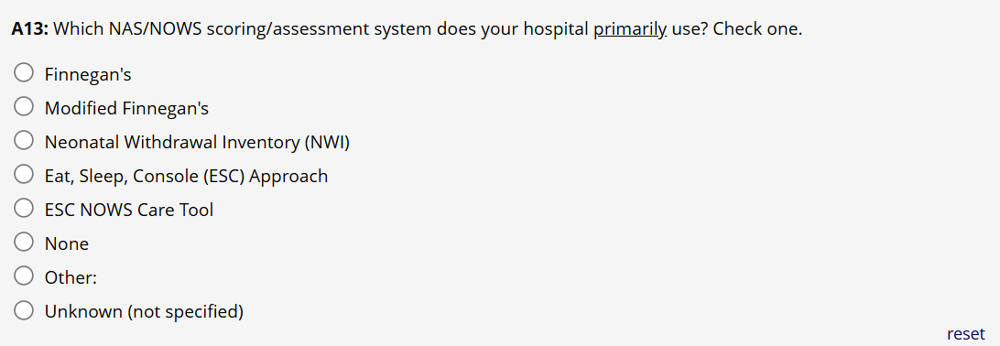 A13: Which NAS/NOWS scoring/assessment system does your hospital primarily use? Check one.
Finnegan's
Modified Finnegan's
Neonatal Withdrawal Inventory (NWI)
Eat, Sleep, Console (ESC) Approach
ESC NOWS Care Tool
None
Other:
Unknown (not specified)
reset